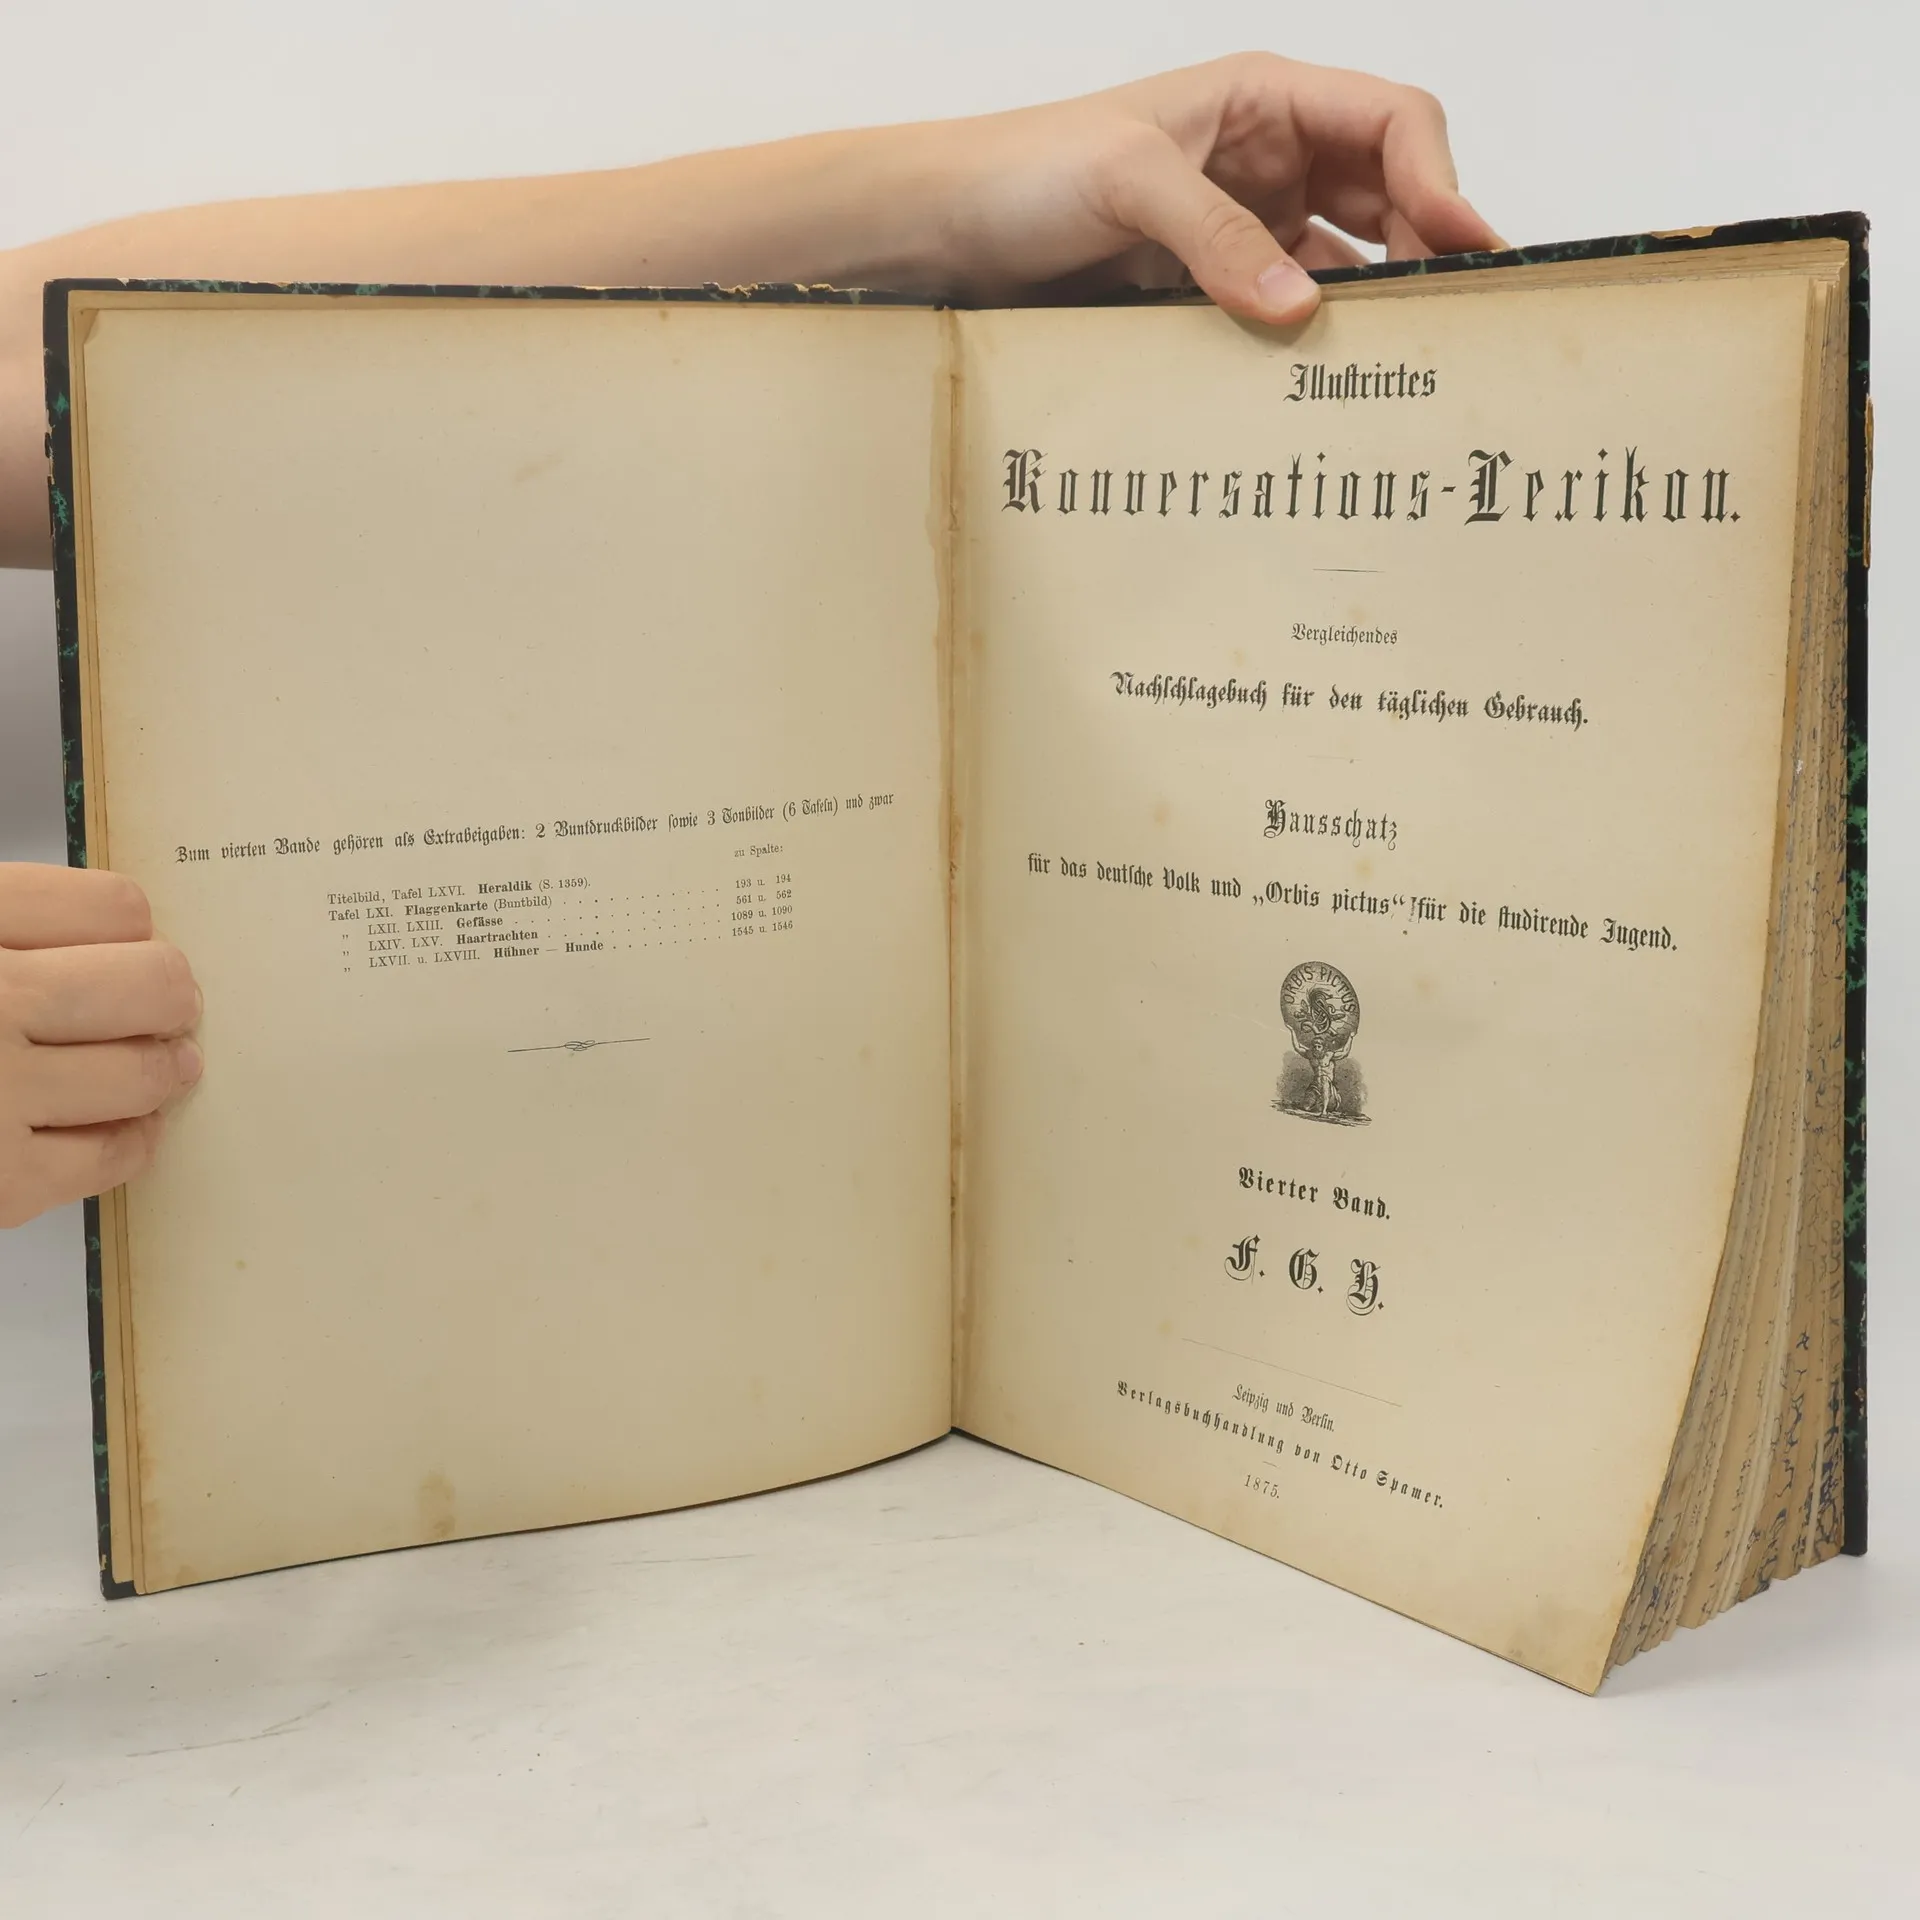 Zum vierten Bande gehören als Extrabeigaben: 2 Buntdruckbilder sowie 3 Tonbilder (6 Tafeln) und zwar
zu Spalte:
Titelbild, Tafel LXVI. Heraldik (S. 1359).
Tafel LXI. Flaggenkarte (Buntbild) . . . . . . . . . . 193 u. 194
„ LXII. LXIII. Gefässe . . . . . . . . . . . . . 561 u. 562
„ LXIV. LXV. Haartrachten . . . . . . . . . . . 1089 u. 1090
„ LXVII. u. LXVIII. Hühner — Hunde . . . . . . . . 1545 u. 1546
Illustrirtes
Konversations-Lexikon.
Vergleichendes
Nachschlagebuch für den täglichen Gebrauch.
Hausschatz
für das deutsche Volk und „Orbis pictus“ für die studirende Jugend.
ORBIS PICTUS
Vierter Band.
F. G. H.
Leipzig und Berlin.
Verlagsbuchhandlung von Otto Spamer.
1875.